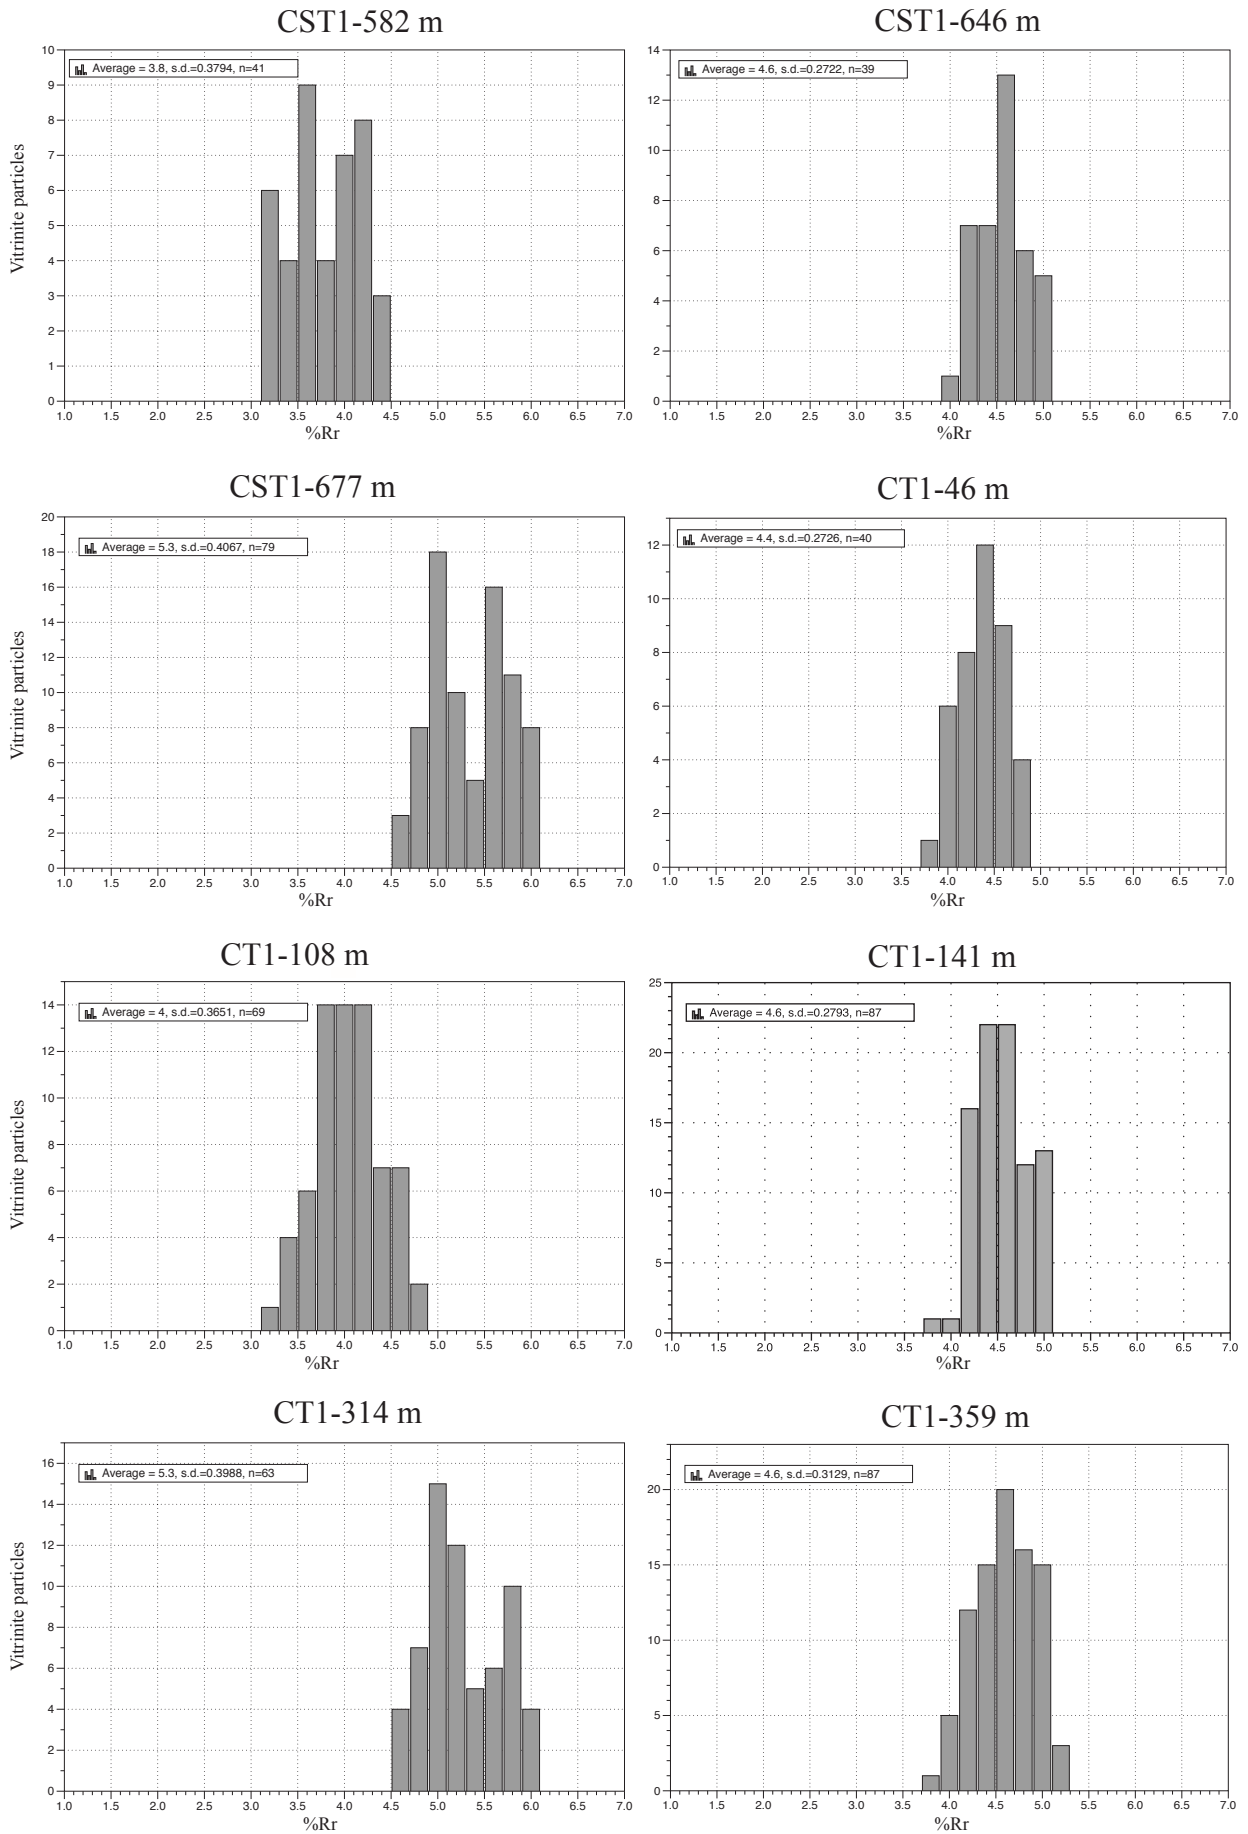 CST1-582 m
Average = 3.8, s.d.=0.3794, n=41
Vitrinite particles
10
9
8
7
6
5
4
3
2
1
0
1.0 1.5 2.0 2.5 3.0 3.5 4.0 4.5 5.0 5.5 6.0 6.5 7.0
%Rr
CST1-646 m
Average = 4.6, s.d.=0.2722, n=39
14
12
10
8
6
4
2
0
1.0 1.5 2.0 2.5 3.0 3.5 4.0 4.5 5.0 5.5 6.0 6.5 7.0
%Rr
CST1-677 m
Average = 5.3, s.d.=0.4067, n=79
Vitrinite particles
20
18
16
14
12
10
8
6
4
2
0
1.0 1.5 2.0 2.5 3.0 3.5 4.0 4.5 5.0 5.5 6.0 6.5 7.0
%Rr
CT1-46 m
Average = 4.4, s.d.=0.2726, n=40
12
10
8
6
4
2
0
1.0 1.5 2.0 2.5 3.0 3.5 4.0 4.5 5.0 5.5 6.0 6.5 7.0
%Rr
CT1-108 m
Average = 4, s.d.=0.3651, n=69
Vitrinite particles
14
12
10
8
6
4
2
0
1.0 1.5 2.0 2.5 3.0 3.5 4.0 4.5 5.0 5.5 6.0 6.5 7.0
%Rr
CT1-141 m
Average = 4.6, s.d.=0.2793, n=87
25
20
15
10
5
0
1.0 1.5 2.0 2.5 3.0 3.5 4.0 4.5 5.0 5.5 6.0 6.5 7.0
%Rr
CT1-314 m
Average = 5.3, s.d.=0.3988, n=63
Vitrinite particles
16
14
12
10
8
6
4
2
0
1.0 1.5 2.0 2.5 3.0 3.5 4.0 4.5 5.0 5.5 6.0 6.5 7.0
%Rr
CT1-359 m
Average = 4.6, s.d.=0.3129, n=87
20
15
10
5
0
1.0 1.5 2.0 2.5 3.0 3.5 4.0 4.5 5.0 5.5 6.0 6.5 7.0
%Rr